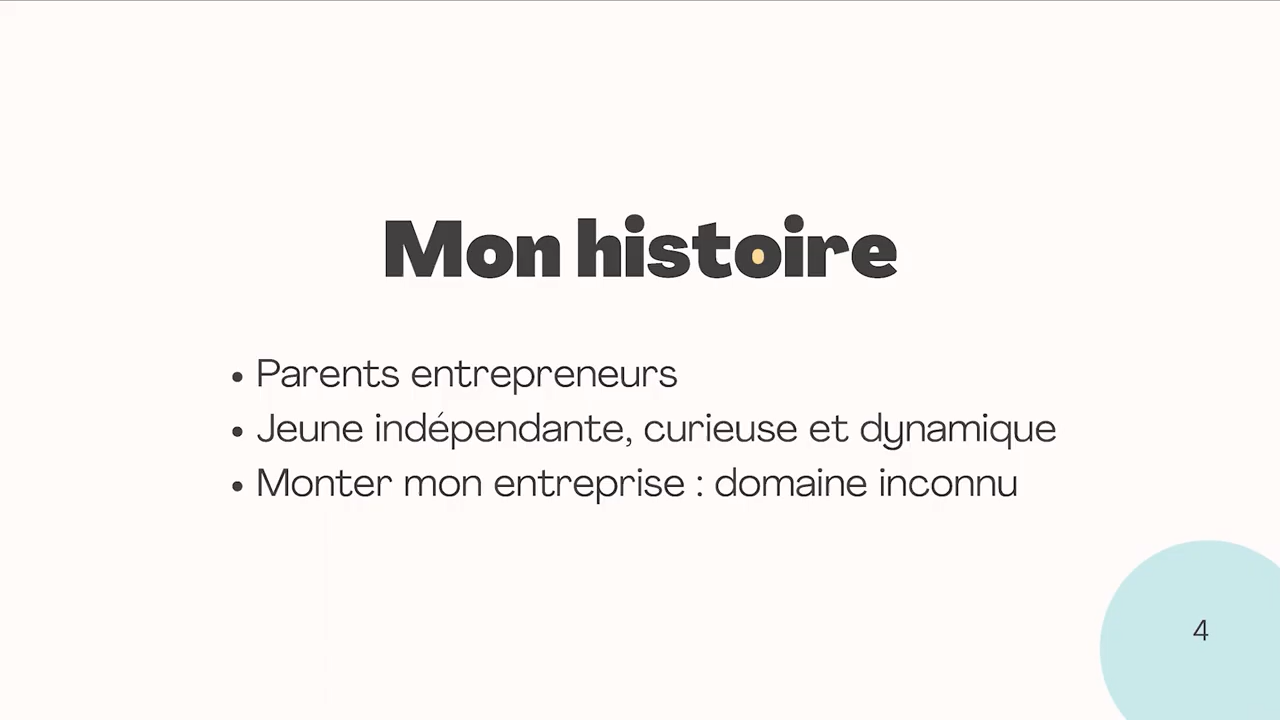 Mon histoire
• Parents entrepreneurs
• Jeune indépendante, curieuse et dynamique
• Monter mon entreprise : domaine inconnu
4